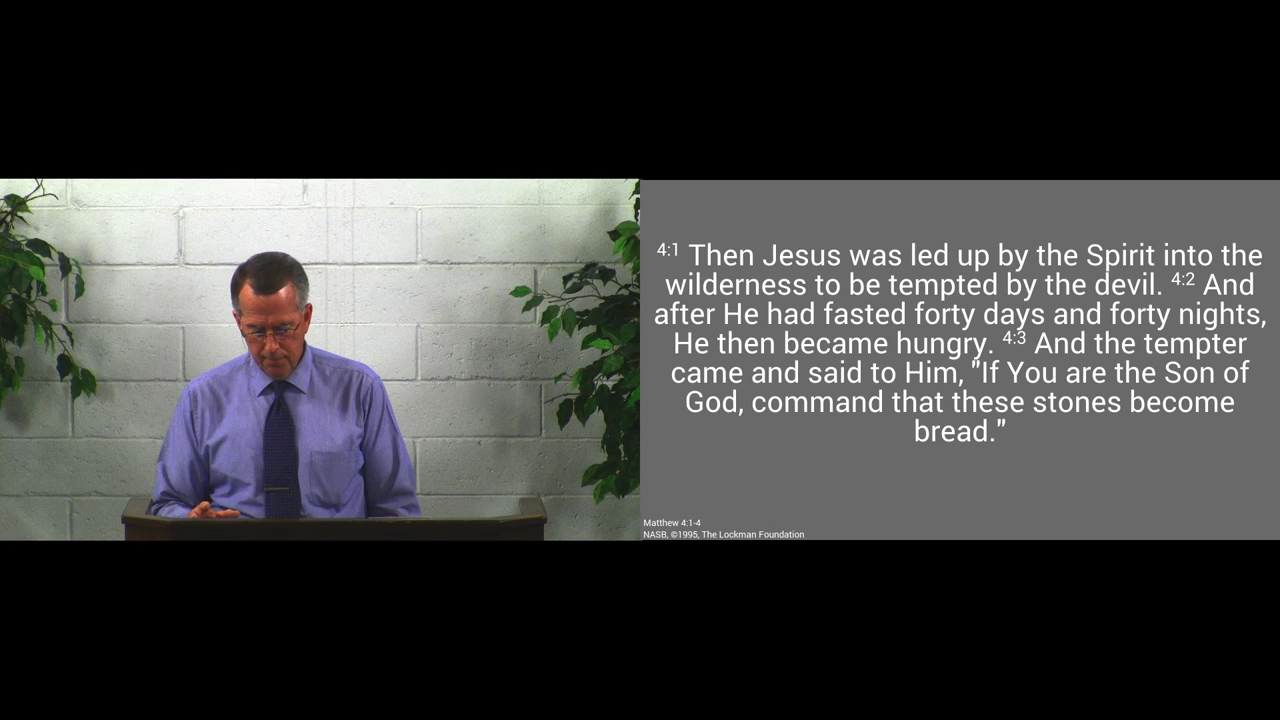 4:1 Then Jesus was led up by the Spirit into the
wilderness to be tempted by the devil. 4:2 And
after He had fasted forty days and forty nights,
He then became hungry. 4:3 And the tempter
came and said to Him, "If You are the Son of
God, command that these stones become
bread."
Matthew 4:1-4
NASB, ©1995, The Lockman Foundation